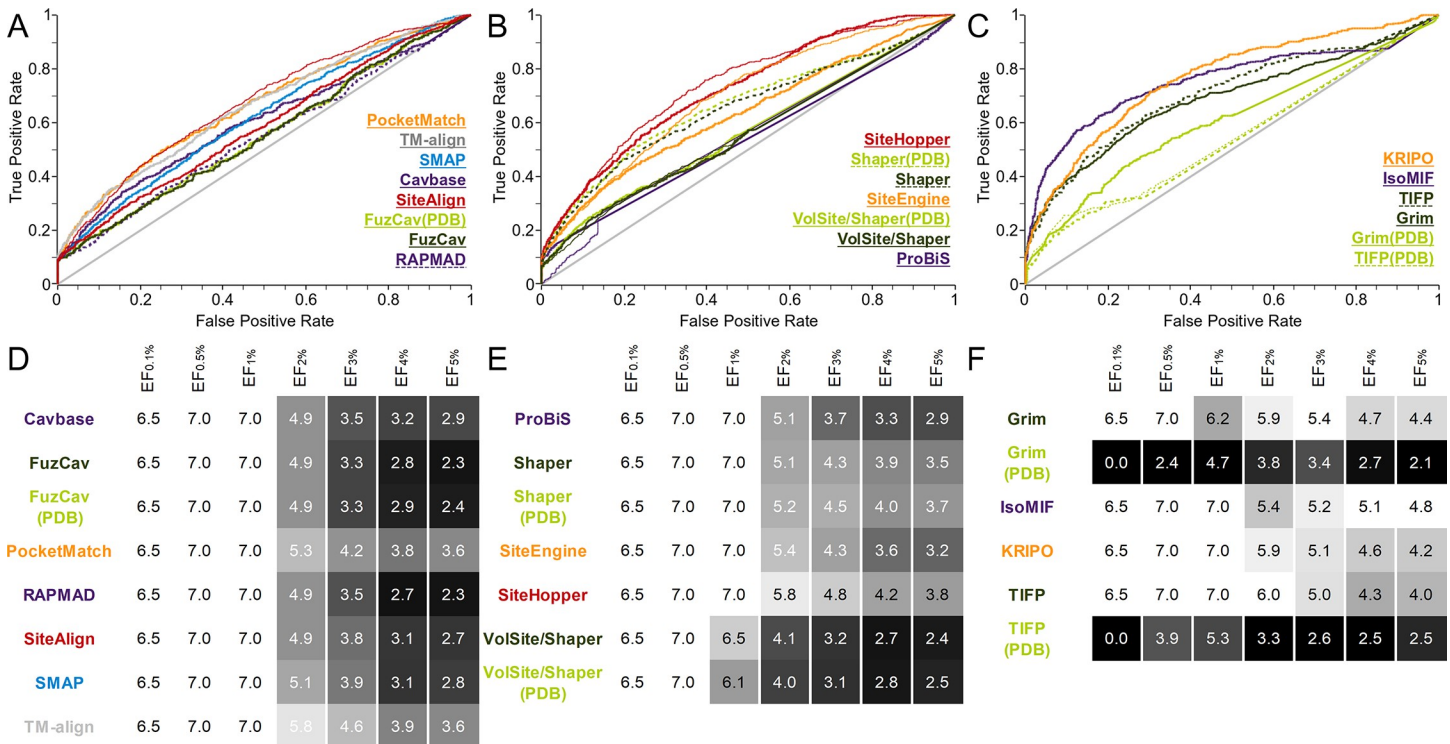 A
True Positive Rate
1
0.8
0.6
0.4
0.2
0
0
0.2
0.4
0.6
0.8
1
False Positive Rate
PocketMatch
TM-align
SMAP
Cavbase
SiteAlign
FuzCav(PDB)
FuzCav
RAPMAD
B
True Positive Rate
1
0.8
0.6
0.4
0.2
0
0
0.2
0.4
0.6
0.8
1
False Positive Rate
SiteHopper
Shaper(PDB)
Shaper
SiteEngine
VolSite/Shaper(PDB)
VolSite/Shaper
ProBiS
C
True Positive Rate
1
0.8
0.6
0.4
0.2
0
0
0.2
0.4
0.6
0.8
1
False Positive Rate
KRIPO
IsoMIF
TIFP
Grim
Grim(PDB)
TIFP(PDB)
D
EF0.1% EF0.5% EF1% EF2% EF3% EF4% EF5%
Cavbase 6.5 7.0 7.0 4.9 3.5 3.2 2.9
FuzCav 6.5 7.0 7.0 4.9 3.3 2.8 2.3
FuzCav
(PDB) 6.5 7.0 7.0 4.9 3.3 2.9 2.4
PocketMatch 6.5 7.0 7.0 5.3 4.2 3.8 3.6
RAPMAD 6.5 7.0 7.0 4.9 3.5 2.7 2.3
SiteAlign 6.5 7.0 7.0 4.9 3.8 3.1 2.7
SMAP 6.5 7.0 7.0 5.1 3.9 3.1 2.8
TM-align 6.5 7.0 7.0 5.8 4.6 3.9 3.6
E
EF0.1% EF0.5% EF1% EF2% EF3% EF4% EF5%
ProBiS 6.5 7.0 7.0 5.1 3.7 3.3 2.9
Shaper 6.5 7.0 7.0 5.1 4.3 3.9 3.5
Shaper
(PDB) 6.5 7.0 7.0 5.2 4.5 4.0 3.7
SiteEngine 6.5 7.0 7.0 5.4 4.3 3.6 3.2
SiteHopper 6.5 7.0 7.0 5.8 4.8 4.2 3.8
VolSite/Shaper 6.5 7.0 6.5 4.1 3.2 2.7 2.4
VolSite/Shaper
(PDB) 6.5 7.0 6.1 4.0 3.1 2.8 2.5
F
EF0.1% EF0.5% EF1% EF2% EF3% EF4% EF5%
Grim 6.5 7.0 6.2 5.9 5.4 4.7 4.4
Grim
(PDB) 0.0 2.4 4.7 3.8 3.4 2.7 2.1
IsoMIF 6.5 7.0 7.0 5.4 5.2 5.1 4.8
KRIPO 6.5 7.0 7.0 5.9 5.1 4.6 4.2
TIFP 6.5 7.0 7.0 6.0 5.0 4.3 4.0
TIFP
(PDB) 0.0 3.9 5.3 3.3 2.6 2.5 2.5